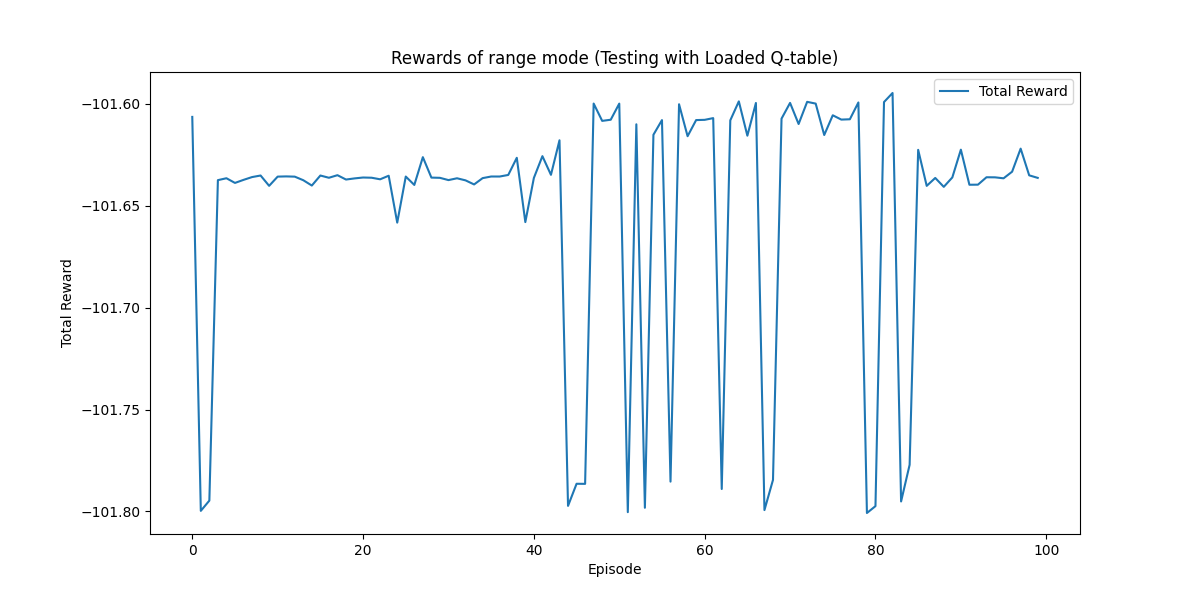 Rewards of range mode (Testing with Loaded Q-table)
Total Reward
−101.60
−101.65
−101.70
−101.75
−101.80
Total Reward
0
20
40
60
80
100
Episode